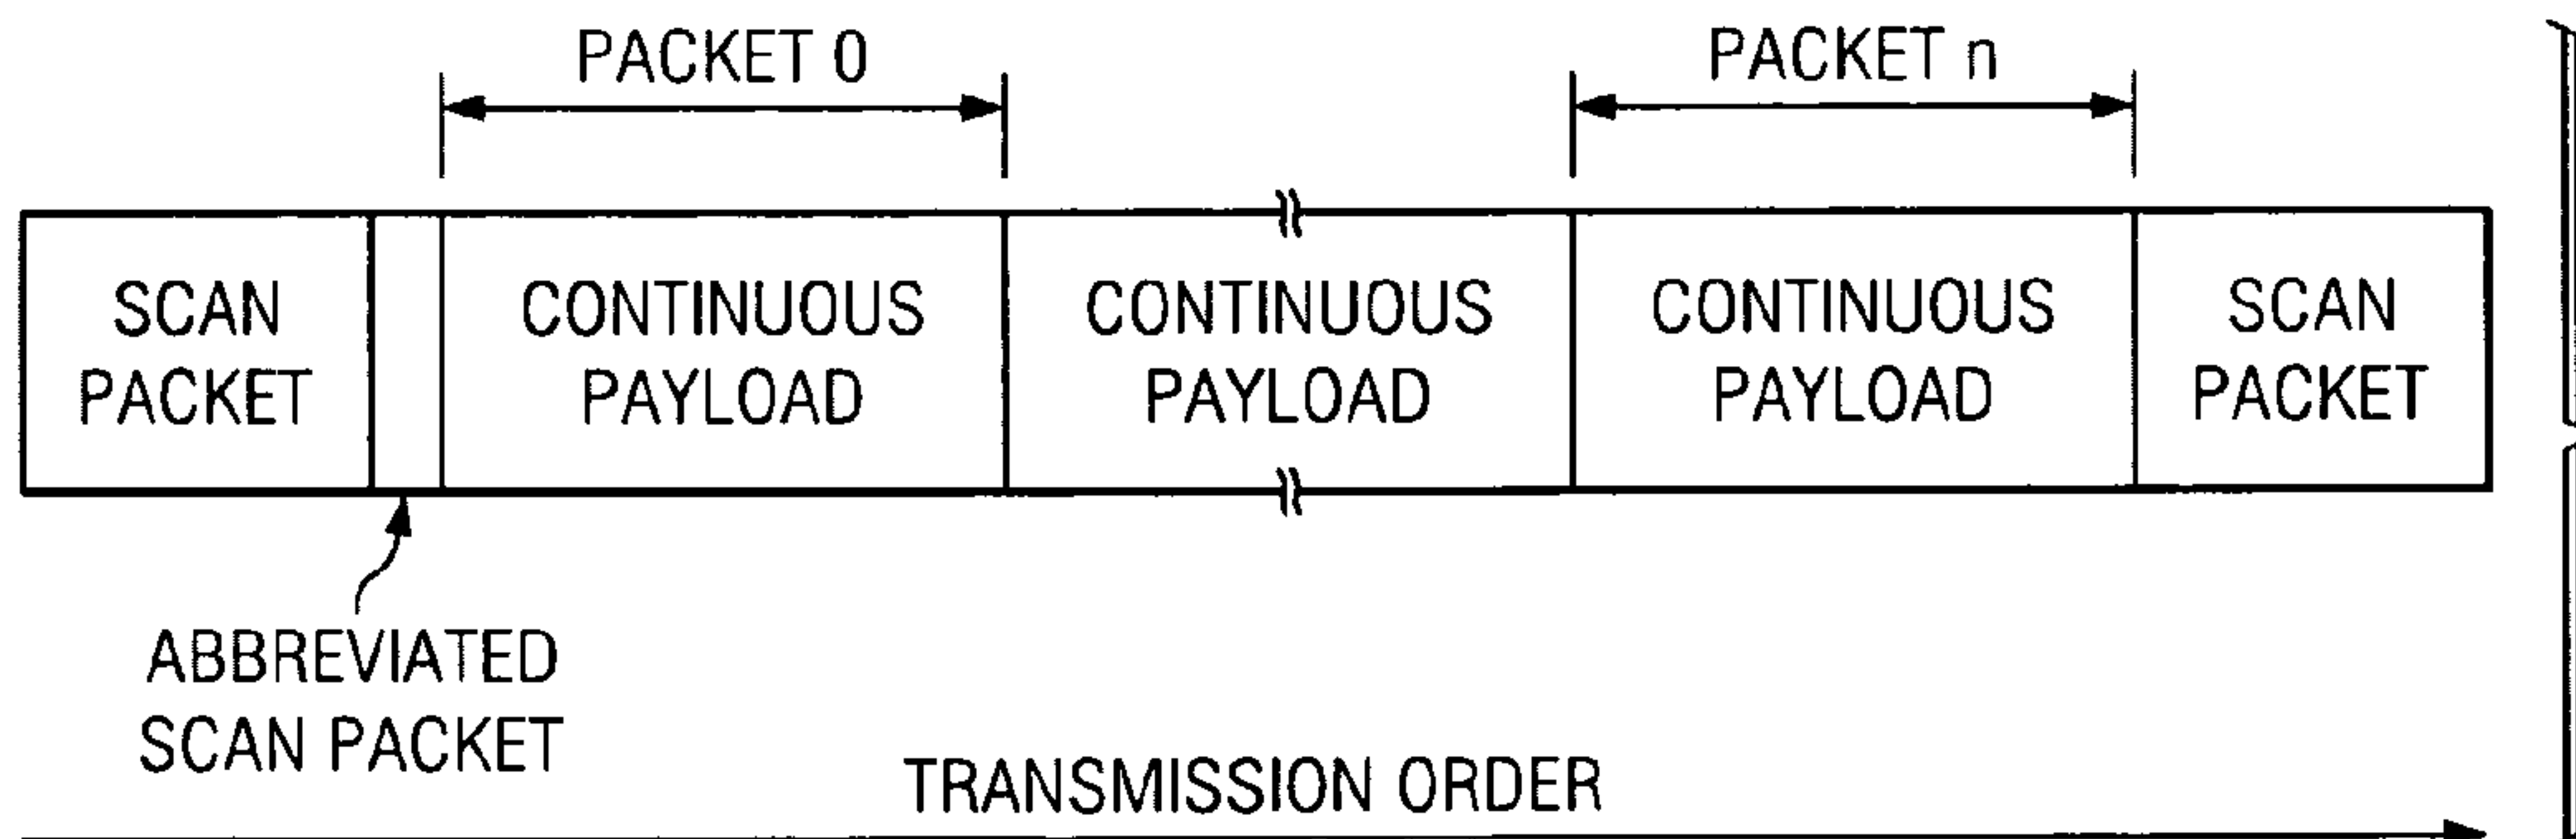 PACKET 0
PACKET n
SCAN
PACKET
CONTINUOUS
PAYLOAD
CONTINUOUS
PAYLOAD
CONTINUOUS
PAYLOAD
SCAN
PACKET
ABBREVIATED
SCAN PACKET
TRANSMISSION ORDER